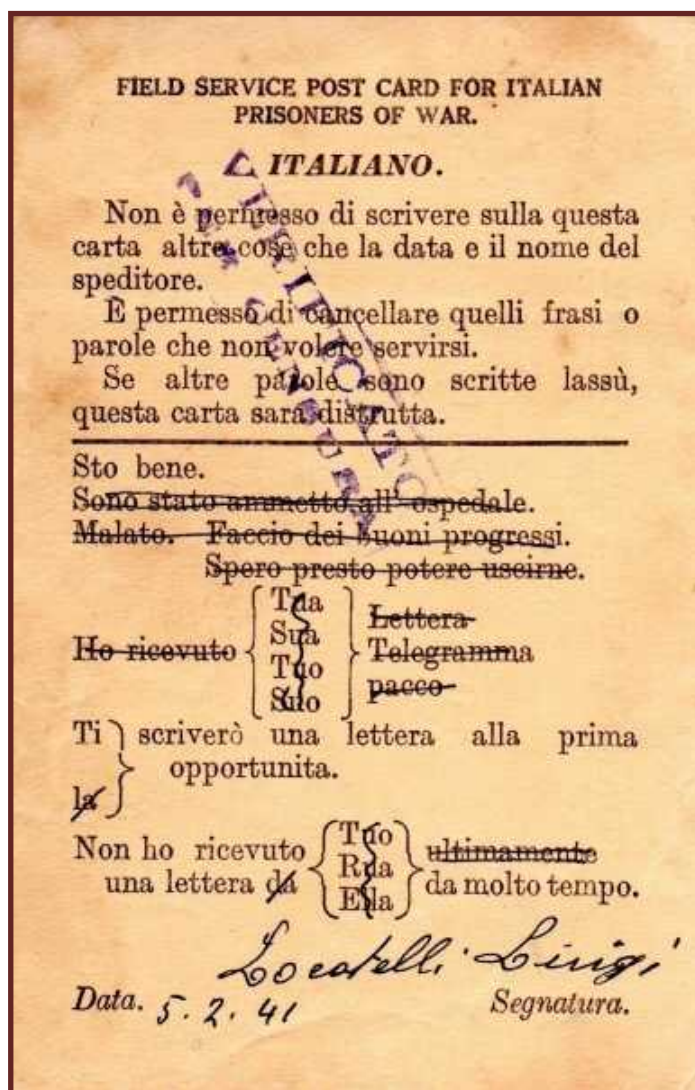 FIELD SERVICE POST CARD FOR ITALIAN
PRISONERS OF WAR.
ITALIANO.
VERIFICATO
PER CENSURA
Non è permesso di scrivere sulla questa
carta altre cose che la data e il nome del
speditore.
È permesso di cancellare quelli frasi o
parole che non volere servirsi.
Se altre parole sono scritte lassù,
questa carta sarà distrutta.
Sto bene.
Sono stato ammetto all' ospedale.
Malato. Faccio dei buoni progressi.
Spero presto potere uscirne.
Ho ricevuto { Tua Sua Tuo Suo } Lettera Telegramma pacco
Ti } scriverò una lettera alla prima
la } opportunita.
Non ho ricevuto { Tuo Rua Ella } ultimamente
una lettera da da molto tempo.
Locatelli Luigi
Data. 5.2.41 Segnatura.